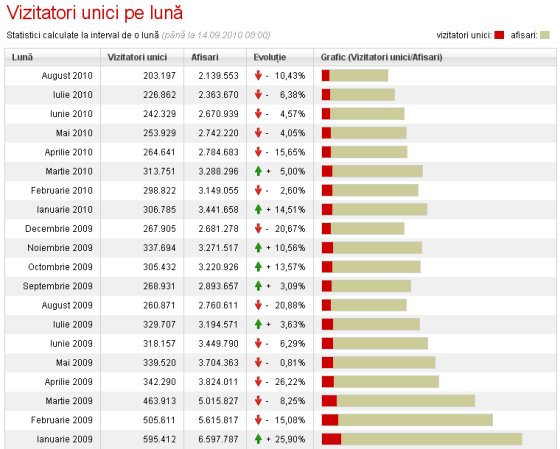 Vizitatori unici pe lună
Statistici calculate la interval de o lună (până la 14.09.2010 08:00) vizitatori unici: afisari:
Lună Vizitatori unici Afisari Evoluție Grafic (Vizitatori unici/Afisari)
August 2010 203.197 2.139.553 - 10,43%
Iulie 2010 226.862 2.363.670 - 6,38%
Iunie 2010 242.329 2.670.939 - 4,57%
Mai 2010 253.929 2.742.220 - 4,05%
Aprilie 2010 264.641 2.784.683 - 15,65%
Martie 2010 313.751 3.288.296 + 5,00%
Februarie 2010 298.822 3.149.055 - 2,60%
Ianuarie 2010 306.785 3.441.658 + 14,51%
Decembrie 2009 267.905 2.681.278 - 20,67%
Noiembrie 2009 337.694 3.271.517 + 10,56%
Octombrie 2009 305.432 3.220.926 + 13,57%
Septembrie 2009 268.931 2.893.657 + 3,09%
August 2009 260.871 2.760.611 - 20,88%
Iulie 2009 329.707 3.194.571 + 3,63%
Iunie 2009 318.157 3.449.790 - 6,29%
Mai 2009 339.520 3.704.363 - 0,81%
Aprilie 2009 342.290 3.824.011 - 26,22%
Martie 2009 463.913 5.015.827 - 8,25%
Februarie 2009 505.611 5.615.817 - 15,08%
Ianuarie 2009 595.412 6.597.787 + 25,90%